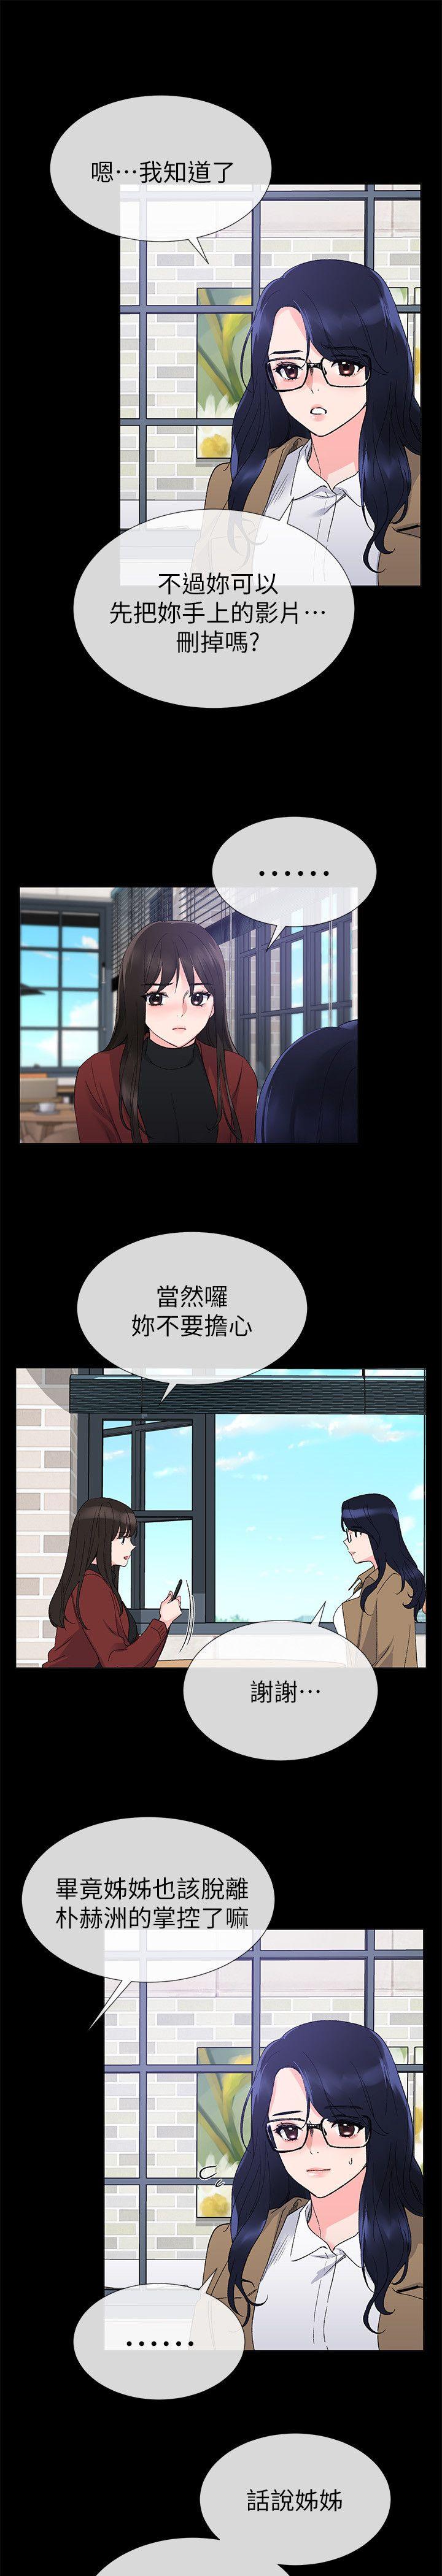 嗯…我知道了
不過妳可以
先把妳手上的影片…
刪掉嗎?
……
當然囉
妳不要擔心
謝謝…
畢竟姊姊也該脫離
朴赫洲的掌控了嘛
……
話說姊姊